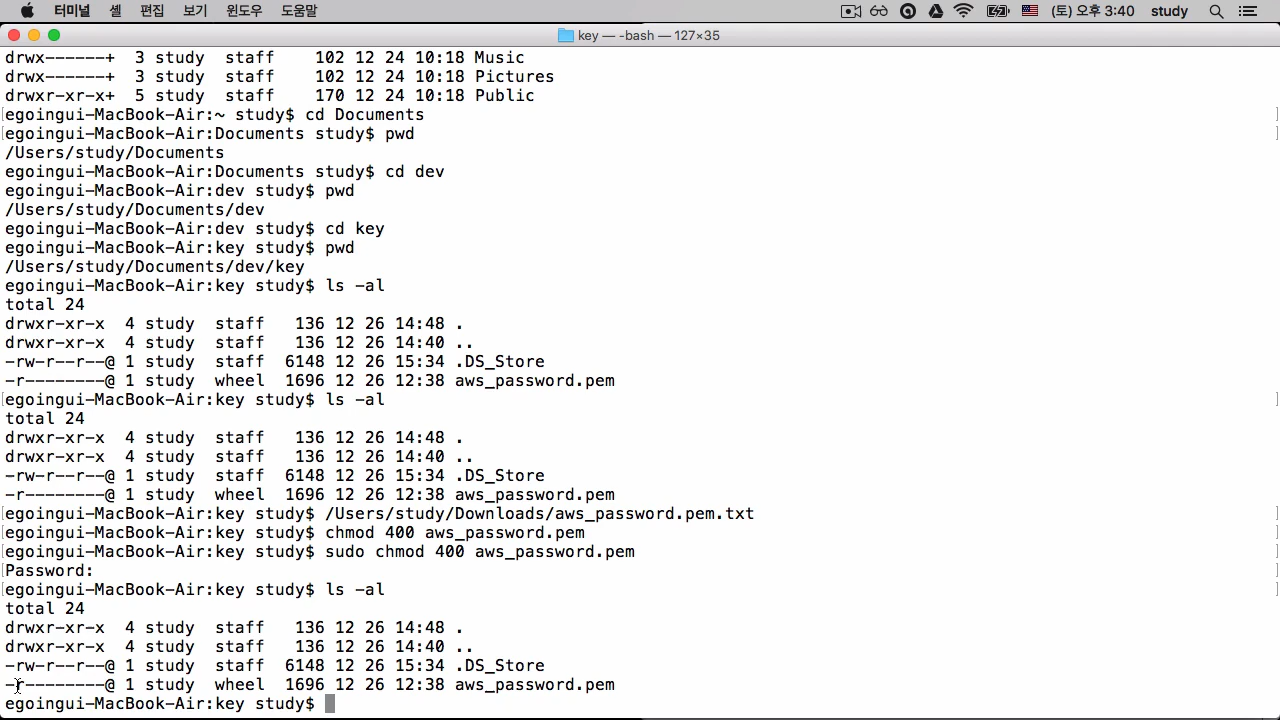 터미널 셸 편집 보기 윈도우 도움말 (토) 오후 3:40 study
key — -bash — 127×35
drwx------+  3 study  staff    102 12 24 10:18 Music
drwx------+  3 study  staff    102 12 24 10:18 Pictures
drwxr-xr-x+  5 study  staff    170 12 24 10:18 Public
[egoingui-MacBook-Air:~ study$ cd Documents ]
[egoingui-MacBook-Air:Documents study$ pwd ]
/Users/study/Documents
egoingui-MacBook-Air:Documents study$ cd dev
egoingui-MacBook-Air:dev study$ pwd
/Users/study/Documents/dev
egoingui-MacBook-Air:dev study$ cd key
egoingui-MacBook-Air:key study$ pwd
/Users/study/Documents/dev/key
egoingui-MacBook-Air:key study$ ls -al
total 24
drwxr-xr-x  4 study  staff   136 12 26 14:48 .
drwxr-xr-x  4 study  staff   136 12 26 14:40 ..
-rw-r--r--@ 1 study  staff  6148 12 26 15:34 .DS_Store
-r--------@ 1 study  wheel  1696 12 26 12:38 aws_password.pem
[egoingui-MacBook-Air:key study$ ls -al ]
total 24
drwxr-xr-x  4 study  staff   136 12 26 14:48 .
drwxr-xr-x  4 study  staff   136 12 26 14:40 ..
-rw-r--r--@ 1 study  staff  6148 12 26 15:34 .DS_Store
-r--------@ 1 study  wheel  1696 12 26 12:38 aws_password.pem
[egoingui-MacBook-Air:key study$ /Users/study/Downloads/aws_password.pem.txt ]
[egoingui-MacBook-Air:key study$ chmod 400 aws_password.pem ]
[egoingui-MacBook-Air:key study$ sudo chmod 400 aws_password.pem ]
[Password: ]
[egoingui-MacBook-Air:key study$ ls -al ]
total 24
drwxr-xr-x  4 study  staff   136 12 26 14:48 .
drwxr-xr-x  4 study  staff   136 12 26 14:40 ..
-rw-r--r--@ 1 study  staff  6148 12 26 15:34 .DS_Store
-r--------@ 1 study  wheel  1696 12 26 12:38 aws_password.pem
egoingui-MacBook-Air:key study$